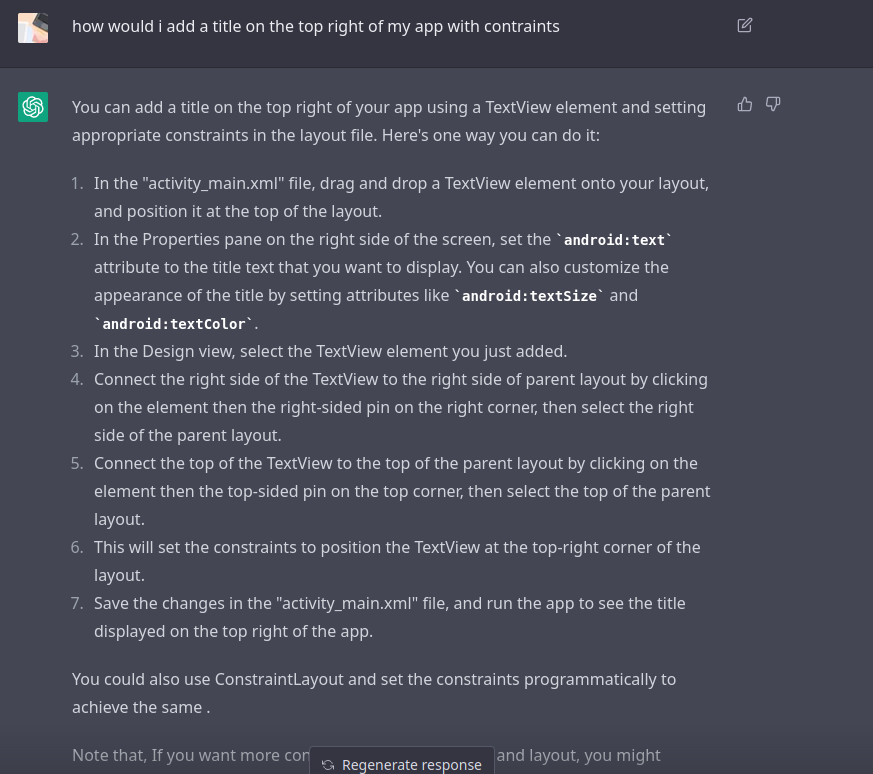 how would i add a title on the top right of my app with contraints
You can add a title on the top right of your app using a TextView element and setting
appropriate constraints in the layout file. Here's one way you can do it:
1. In the "activity_main.xml" file, drag and drop a TextView element onto your layout,
and position it at the top of the layout.
2. In the Properties pane on the right side of the screen, set the `android:text`
attribute to the title text that you want to display. You can also customize the
appearance of the title by setting attributes like `android:textSize` and
`android:textColor`.
3. In the Design view, select the TextView element you just added.
4. Connect the right side of the TextView to the right side of parent layout by clicking
on the element then the right-sided pin on the right corner, then select the right
side of the parent layout.
5. Connect the top of the TextView to the top of the parent layout by clicking on the
element then the top-sided pin on the top corner, then select the top of the parent
layout.
6. This will set the constraints to position the TextView at the top-right corner of the
layout.
7. Save the changes in the "activity_main.xml" file, and run the app to see the title
displayed on the top right of the app.
You could also use ConstraintLayout and set the constraints programmatically to
achieve the same .
Note that, If you want more and layout, you might
Regenerate response